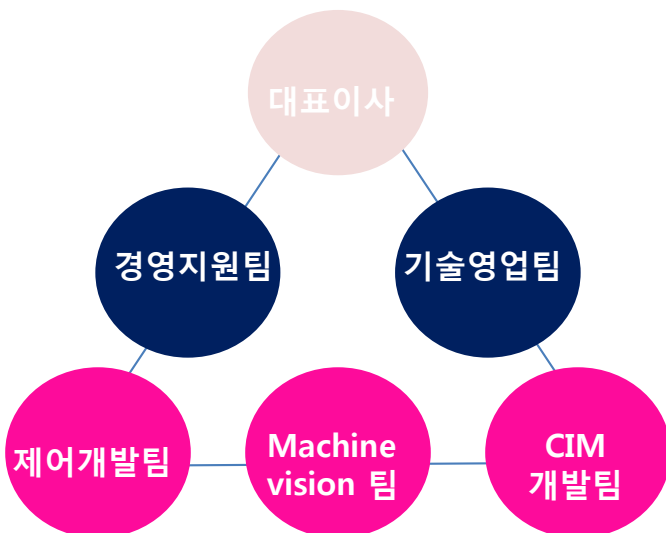 대표이사
경영지원팀
기술영업팀
제어개발팀
Machine
vision 팀
CIM
개발팀